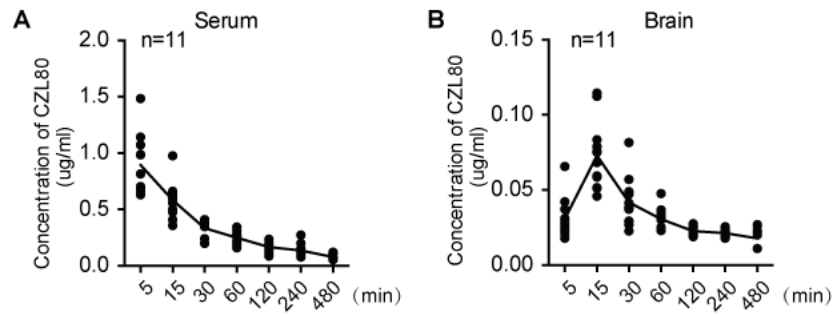 A
Serum
n=11
Concentration of CZL80
(ug/ml)
2.0
1.5
1.0
0.5
0.0
5 15 30 60 120 240 480 (min)
B
Brain
n=11
Concentration of CZL80
(ug/ml)
0.15
0.10
0.05
0.00
5 15 30 60 120 240 480 (min)